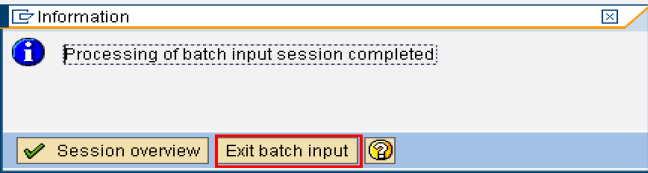 Information
Processing of batch input session completed
Session overview Exit batch input